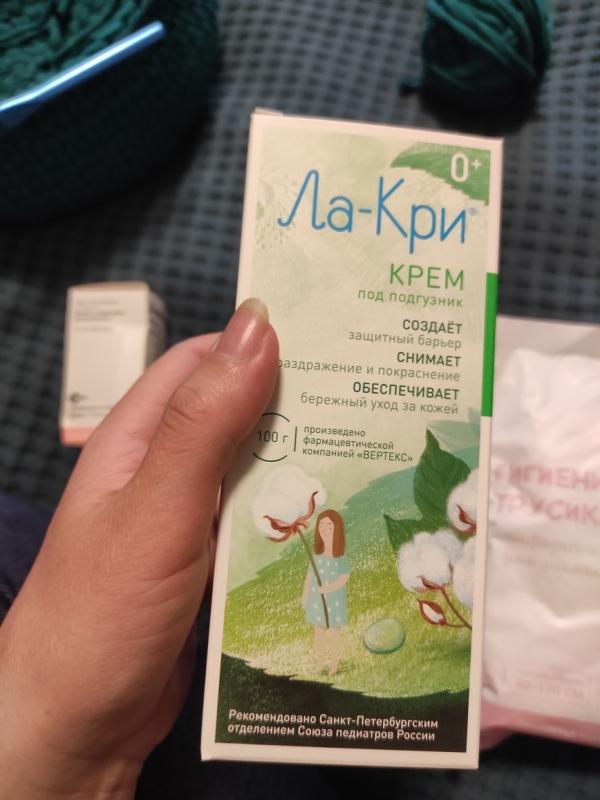 0+
Ла-Кри®
КРЕМ
под подгузник
СОЗДАЁТ
защитный барьер
СНИМАЕТ
раздражение и покраснение
ОБЕСПЕЧИВАЕТ
бережный уход за кожей
100 г
произведено
фармацевтической
компанией «ВЕРТЕКС»
Рекомендовано Санкт-Петербургским
отделением Союза педиатров России